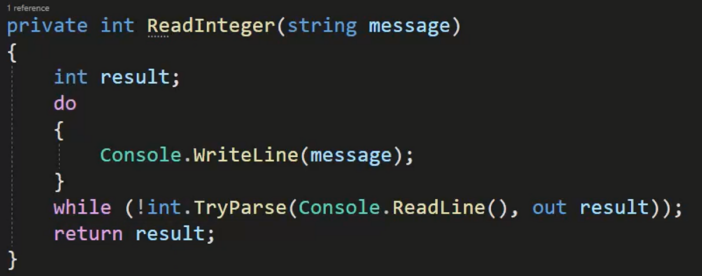 1 reference
private int ReadInteger(string message)
{
int result;
do
{
Console.WriteLine(message);
}
while (!int.TryParse(Console.ReadLine(), out result));
return result;
}